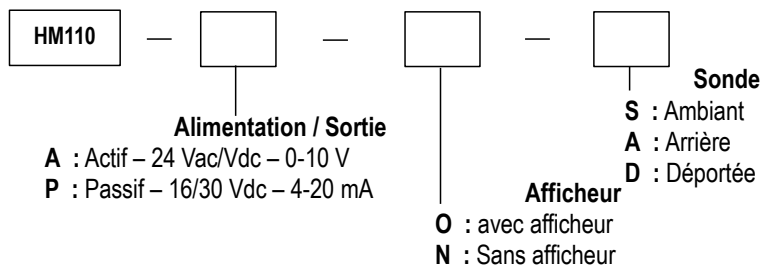 HM110 – – –
Sonde
S : Ambiant
A : Arrière
D : Déportée
Alimentation / Sortie
A : Actif – 24 Vac/Vdc – 0-10 V
P : Passif – 16/30 Vdc – 4-20 mA
Afficheur
O : avec afficheur
N : Sans afficheur